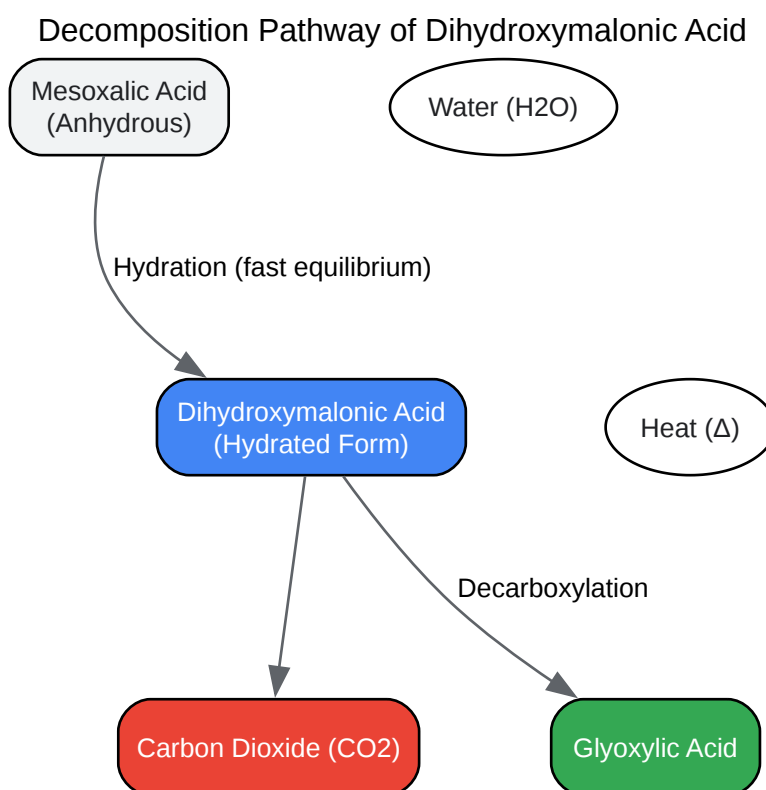 Decomposition Pathway of Dihydroxymalonic Acid
Mesoxalic Acid
(Anhydrous)
Water (H2O)
Hydration (fast equilibrium)
Dihydroxymalonic Acid
(Hydrated Form)
Heat (Δ)
Decarboxylation
Carbon Dioxide (CO2)
Glyoxylic Acid